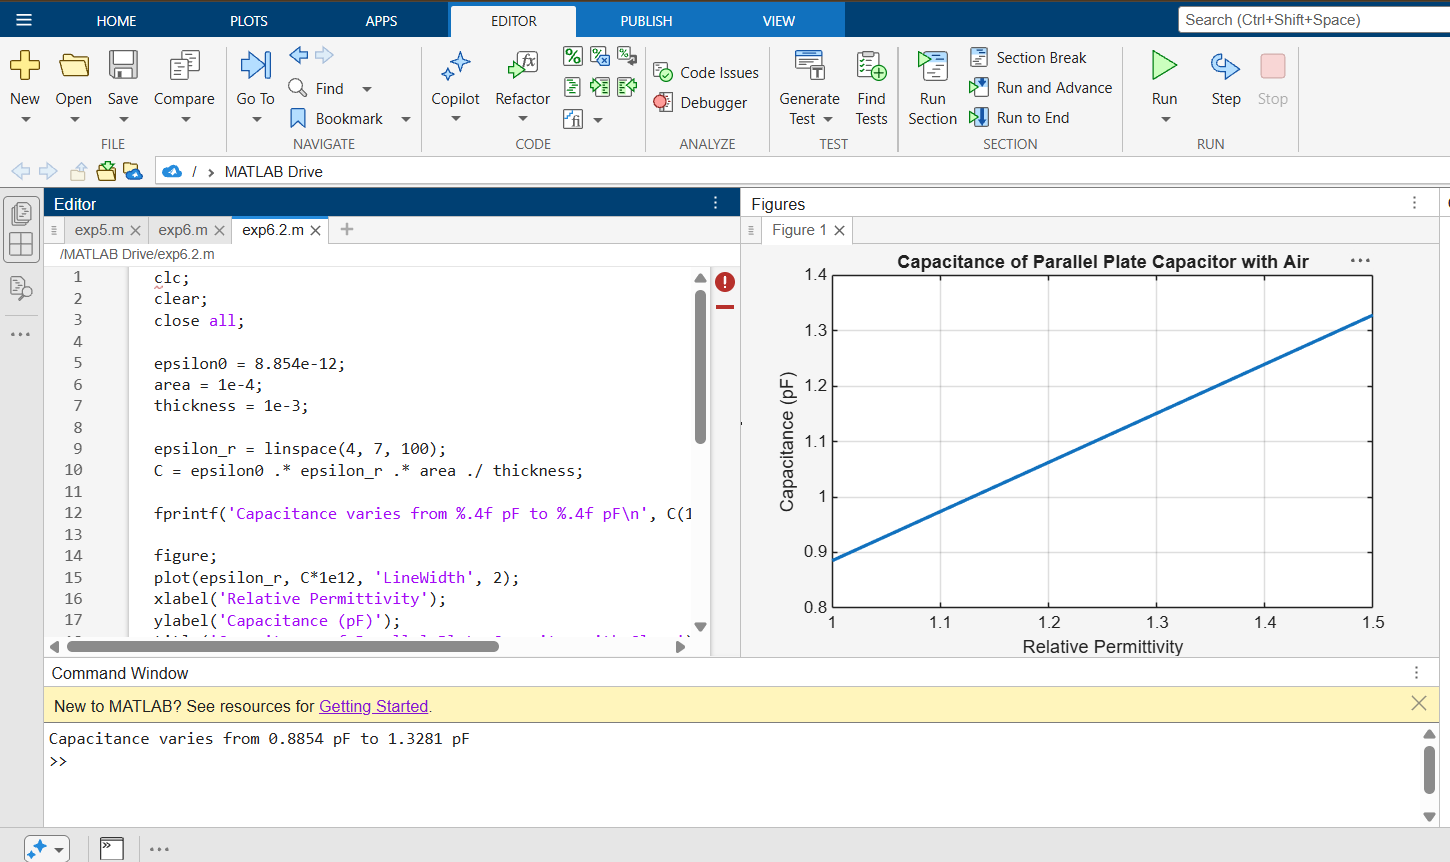 HOME PLOTS APPS EDITOR PUBLISH VIEW Search (Ctrl+Shift+Space)
New Open Save Compare
FILE
Go To Find Bookmark
NAVIGATE
Copilot Refactor
CODE
Code Issues
Debugger
ANALYZE
Generate Test Find Tests
TEST
Run Section Section Break
Run and Advance
Run to End
SECTION
Run Step Stop
RUN
/ › MATLAB Drive
Editor
exp5.m exp6.m exp6.2.m
/MATLAB Drive/exp6.2.m
1 clc;
2 clear;
3 close all;
4
5 epsilon0 = 8.854e-12;
6 area = 1e-4;
7 thickness = 1e-3;
8
9 epsilon_r = linspace(4, 7, 100);
10 C = epsilon0 .* epsilon_r .* area ./ thickness;
11
12 fprintf('Capacitance varies from %.4f pF to %.4f pF\n', C(1
13
14 figure;
15 plot(epsilon_r, C*1e12, 'LineWidth', 2);
16 xlabel('Relative Permittivity');
17 ylabel('Capacitance (pF)');
Figures
Figure 1
Capacitance of Parallel Plate Capacitor with Air
1.4
1.3
1.2
1.1
1
0.9
0.8
Capacitance (pF)
1 1.1 1.2 1.3 1.4 1.5
Relative Permittivity
Command Window
New to MATLAB? See resources for Getting Started.
Capacitance varies from 0.8854 pF to 1.3281 pF
>>